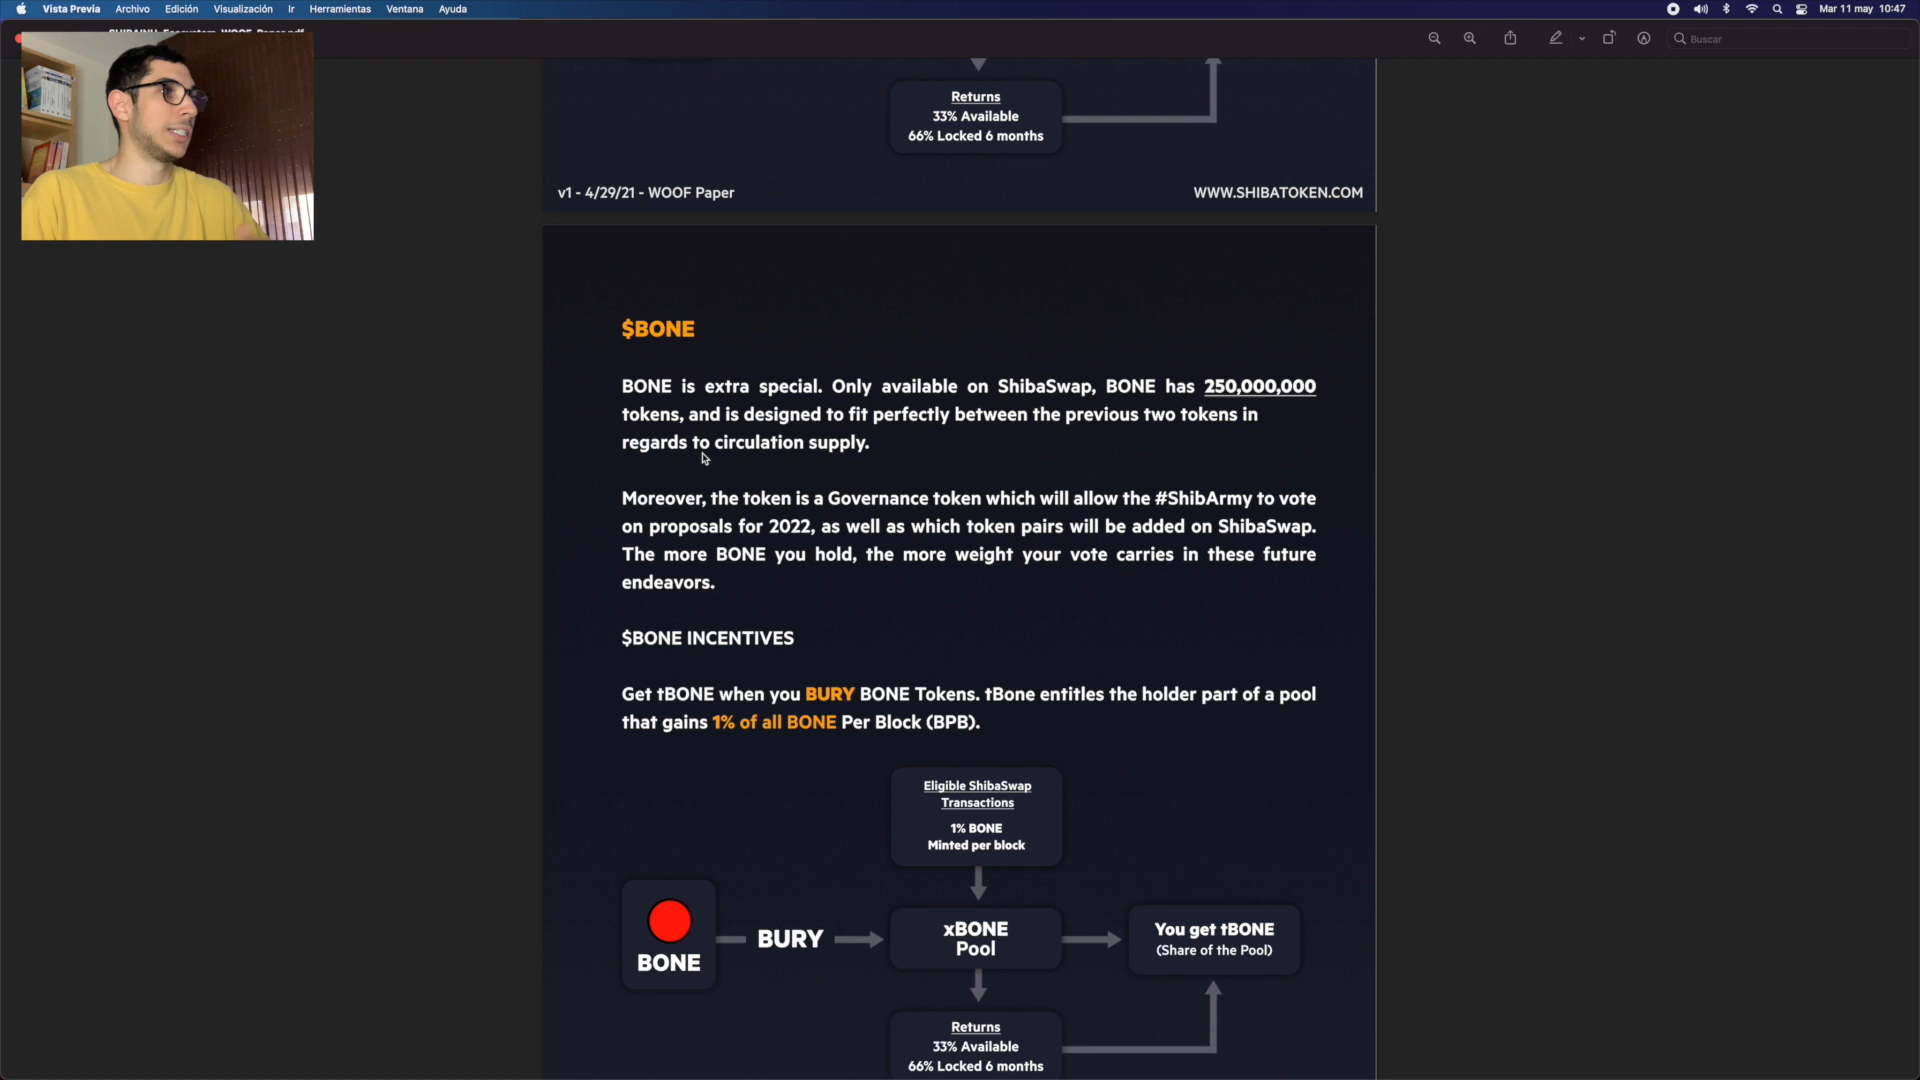 Vista Previa Archivo Edición Visualización Ir Herramientas Ventana Ayuda Mar 11 may 10:47
Buscar
Returns
33% Available
66% Locked 6 months
v1 - 4/29/21 - WOOF Paper WWW.SHIBATOKEN.COM
$BONE
BONE is extra special. Only available on ShibaSwap, BONE has 250,000,000
tokens, and is designed to fit perfectly between the previous two tokens in
regards to circulation supply.
Moreover, the token is a Governance token which will allow the #ShibArmy to vote
on proposals for 2022, as well as which token pairs will be added on ShibaSwap.
The more BONE you hold, the more weight your vote carries in these future
endeavors.
$BONE INCENTIVES
Get tBONE when you BURY BONE Tokens. tBone entitles the holder part of a pool
that gains 1% of all BONE Per Block (BPB).
Eligible ShibaSwap
Transactions
1% BONE
Minted per block
BONE
BURY
xBONE
Pool
You get tBONE
(Share of the Pool)
Returns
33% Available
66% Locked 6 months